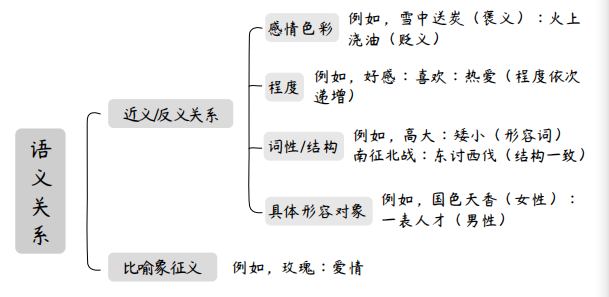 语义关系
近义/反义关系
感情色彩
例如，雪中送炭（褒义）：火上
浇油（贬义）
程度
例如，好感：喜欢：热爱（程度依次
递增）
词性/结构
例如，高大：矮小（形容词）
南征北战：东讨西伐（结构一致）
具体形容对象
例如，国色天香（女性）：
一表人才（男性）
比喻象征义
例如，玫瑰：爱情